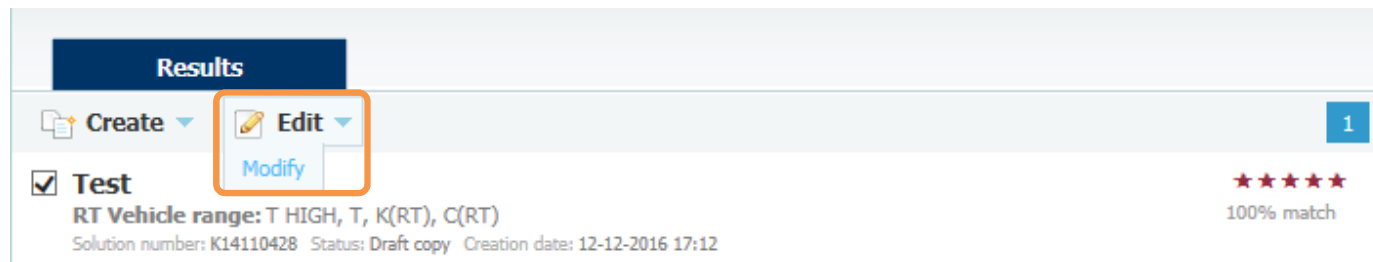 Results
Create Edit 1
Modify
Test
RT Vehicle range: T HIGH, T, K(RT), C(RT) 100% match
Solution number: K14110428 Status: Draft copy Creation date: 12-12-2016 17:12